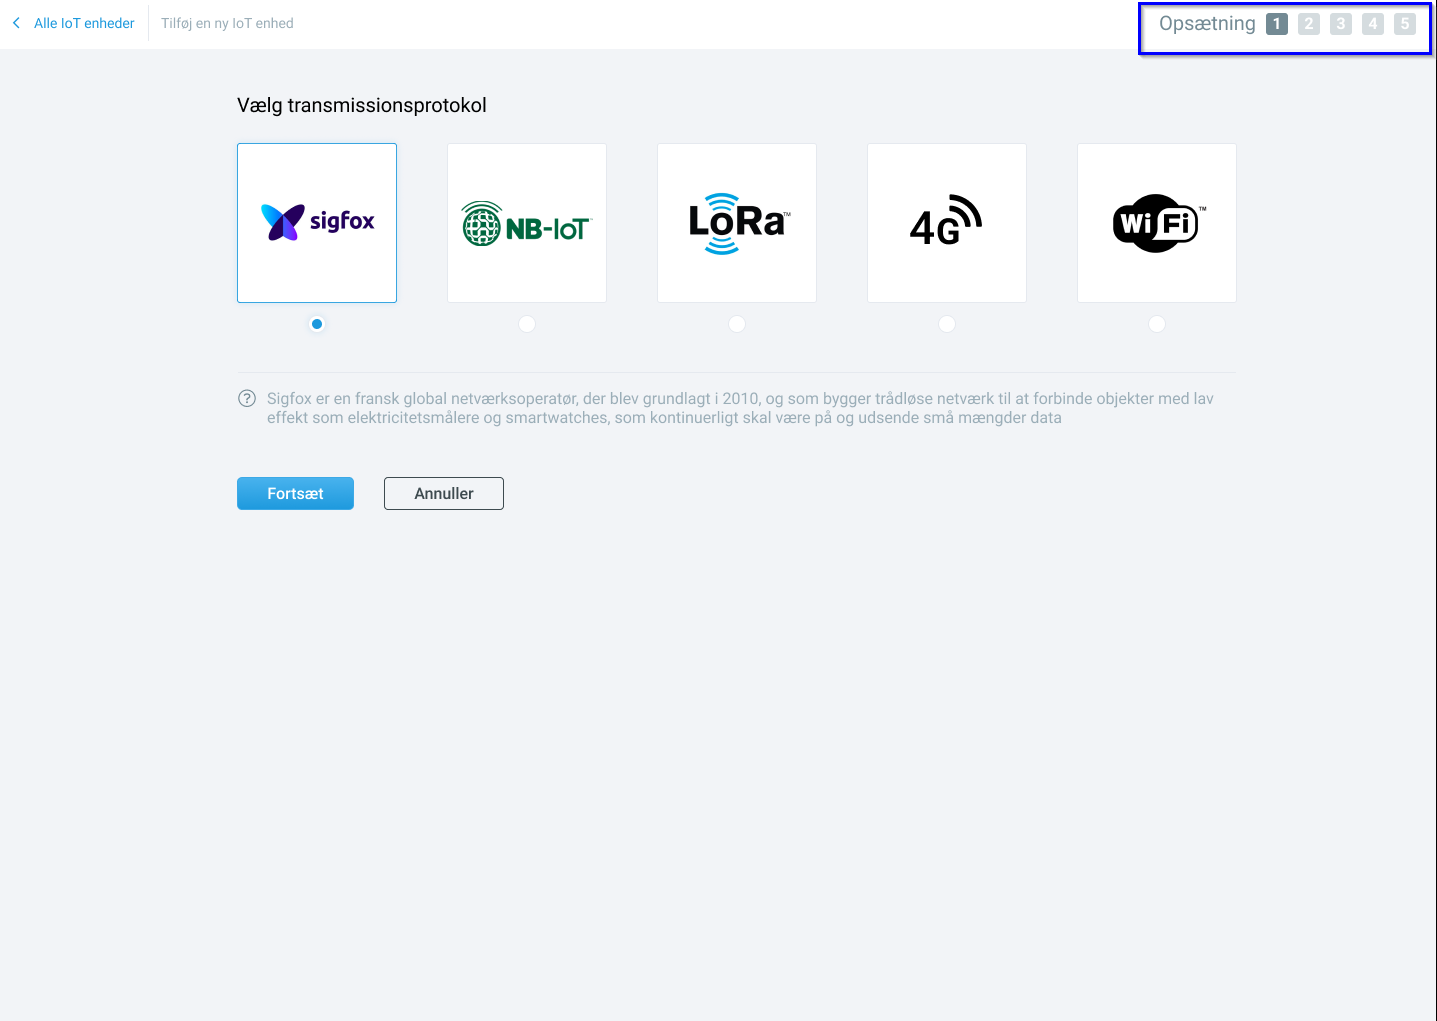 Alle IoT enheder
Tilføj en ny IoT enhed
Opsætning 1 2 3 4 5
Vælg transmissionsprotokol
sigfox
NB-IoT™
LoRa™
4G
Wi Fi™
Sigfox er en fransk global netværksoperatør, der blev grundlagt i 2010, og som bygger trådløse netværk til at forbinde objekter med lav
effekt som elektricitetsmålere og smartwatches, som kontinuerligt skal være på og udsende små mængder data
Fortsæt
Annuller